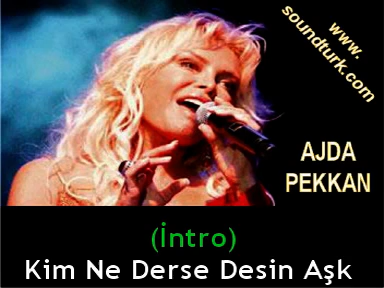 www.
soundturk.com
AJDA
PEKKAN
(İntro)
Kim Ne Derse Desin Aşk